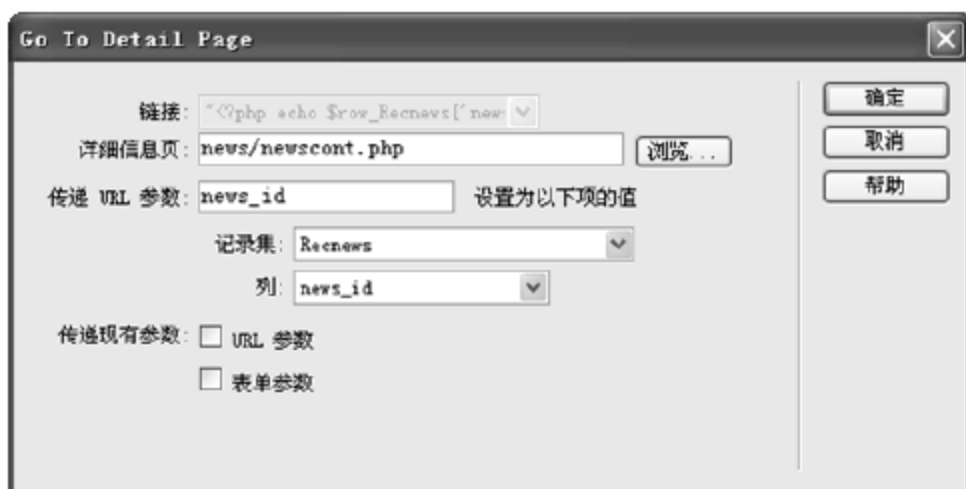 Go To Detail Page
链接: "<?php echo $row_Recnews['new
详细信息页: news/newscont.php 浏览...
传递 URL 参数: news_id 设置为以下项的值
记录集: Recnews
列: news_id
传递现有参数: URL 参数
表单参数
确定
取消
帮助